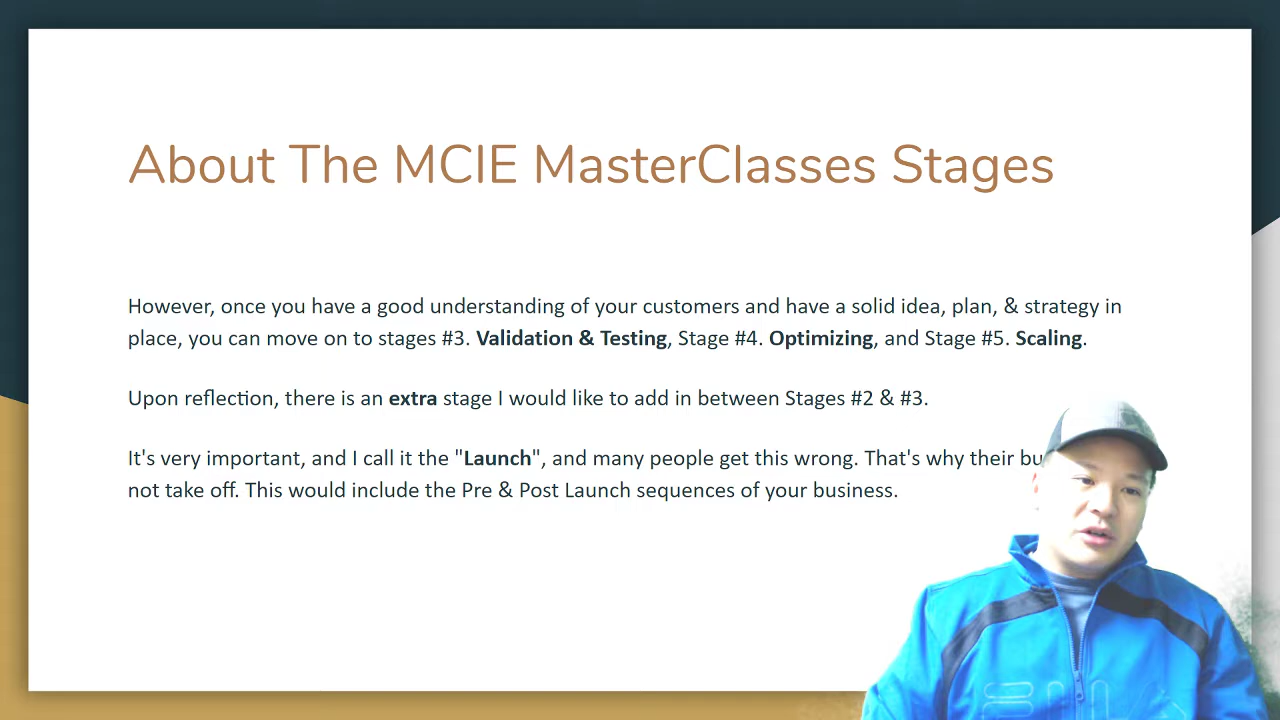 About The MCIE MasterClasses Stages
However, once you have a good understanding of your customers and have a solid idea, plan, & strategy in
place, you can move on to stages #3. Validation & Testing, Stage #4. Optimizing, and Stage #5. Scaling.
Upon reflection, there is an extra stage I would like to add in between Stages #2 & #3.
It's very important, and I call it the "Launch", and many people get this wrong. That's why their
not take off. This would include the Pre & Post Launch sequences of your business.